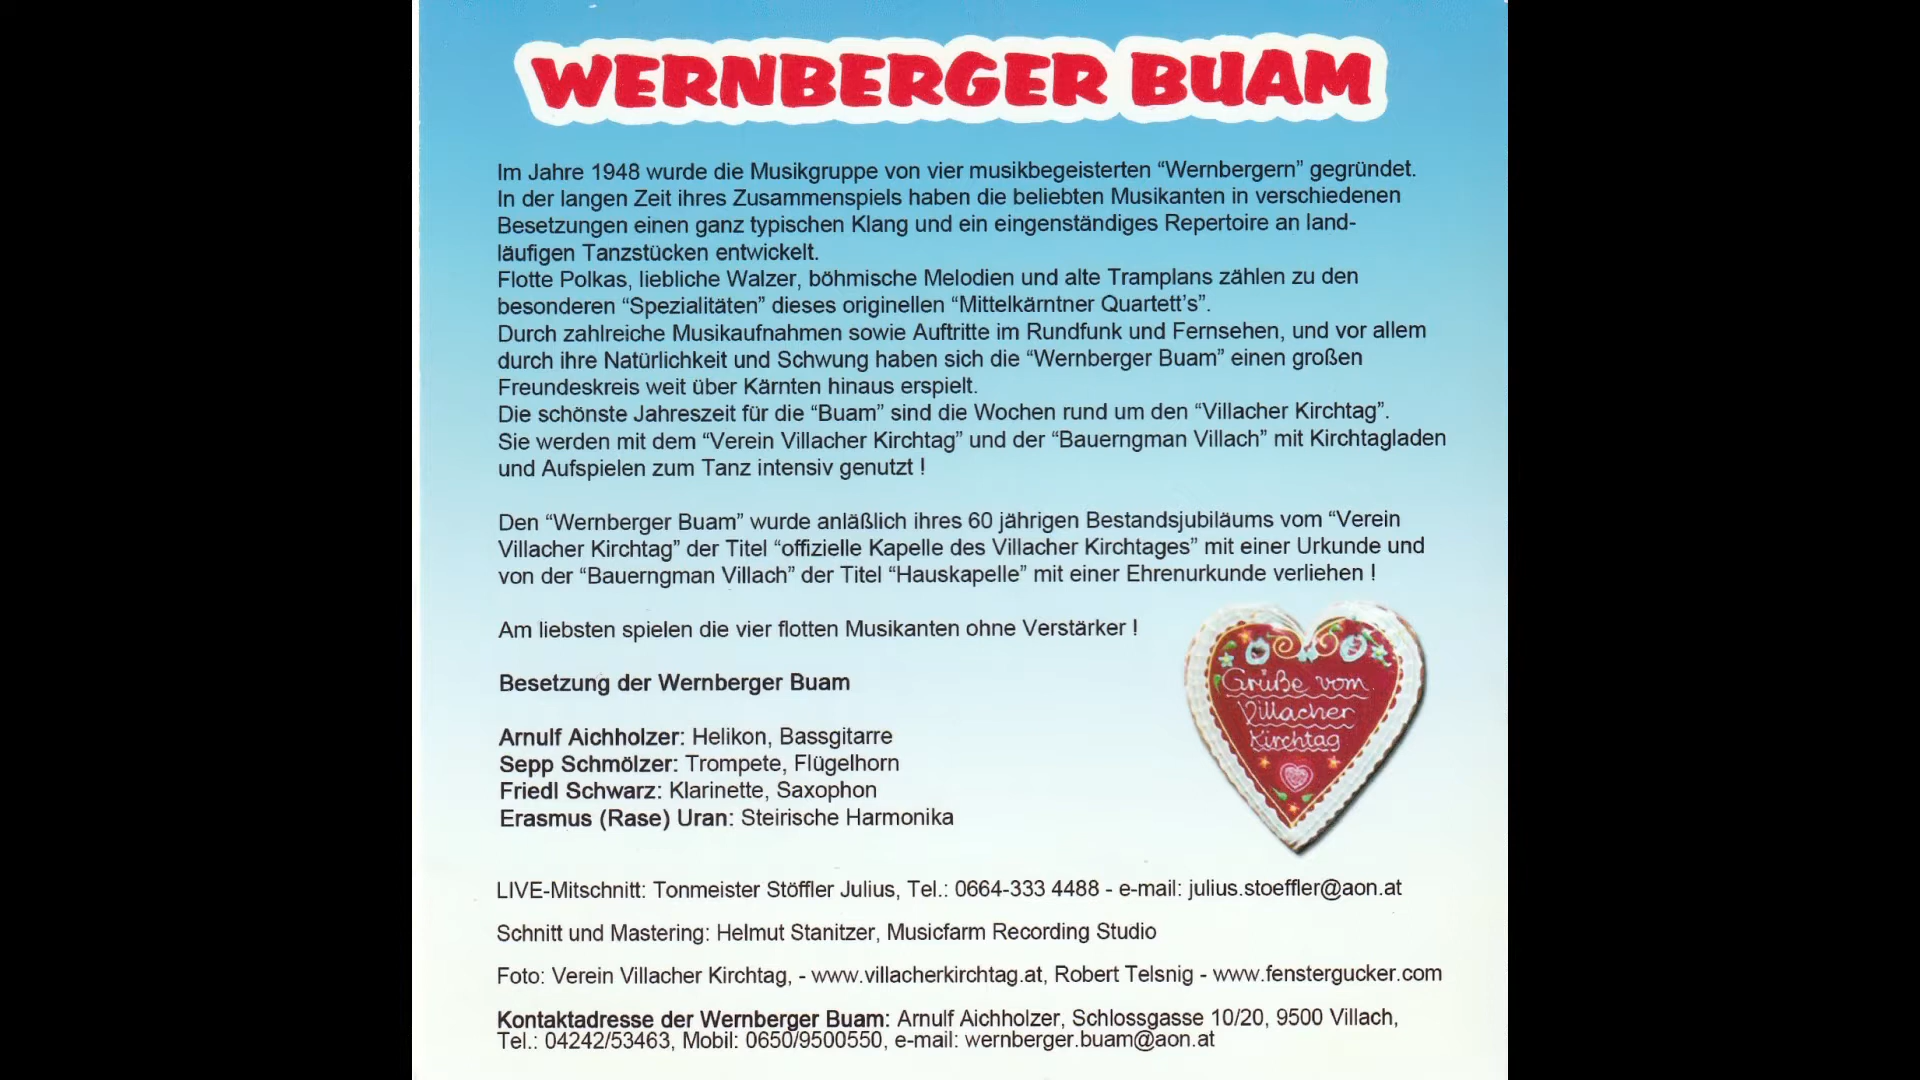 WERNBERGER BUAM
Im Jahre 1948 wurde die Musikgruppe von vier musikbegeisterten “Wernbergern” gegründet.
In der langen Zeit ihres Zusammenspiels haben die beliebten Musikanten in verschiedenen
Besetzungen einen ganz typischen Klang und ein eingenständiges Repertoire an land-
läufigen Tanzstücken entwickelt.
Flotte Polkas, liebliche Walzer, böhmische Melodien und alte Tramplans zählen zu den
besonderen “Spezialitäten” dieses originellen “Mittelkärntner Quartett’s”.
Durch zahlreiche Musikaufnahmen sowie Auftritte im Rundfunk und Fernsehen, und vor allem
durch ihre Natürlichkeit und Schwung haben sich die “Wernberger Buam” einen großen
Freundeskreis weit über Kärnten hinaus erspielt.
Die schönste Jahreszeit für die “Buam” sind die Wochen rund um den “Villacher Kirchtag”.
Sie werden mit dem “Verein Villacher Kirchtag” und der “Bauerngman Villach” mit Kirchtagladen
und Aufspielen zum Tanz intensiv genutzt !
Den “Wernberger Buam” wurde anläßlich ihres 60 jährigen Bestandsjubiläums vom “Verein
Villacher Kirchtag” der Titel “offizielle Kapelle des Villacher Kirchtages” mit einer Urkunde und
von der “Bauerngman Villach” der Titel “Hauskapelle” mit einer Ehrenurkunde verliehen !
Am liebsten spielen die vier flotten Musikanten ohne Verstärker !
Besetzung der Wernberger Buam
Arnulf Aichholzer: Helikon, Bassgitarre
Sepp Schmölzer: Trompete, Flügelhorn
Friedl Schwarz: Klarinette, Saxophon
Erasmus (Rase) Uran: Steirische Harmonika
Grüße vom
Villacher
Kirchtag
LIVE-Mitschnitt: Tonmeister Stöffler Julius, Tel.: 0664-333 4488 - e-mail: julius.stoeffler@aon.at
Schnitt und Mastering: Helmut Stanitzer, Musicfarm Recording Studio
Foto: Verein Villacher Kirchtag, - www.villacherkirchtag.at, Robert Telsnig - www.fenstergucker.com
Kontaktadresse der Wernberger Buam: Arnulf Aichholzer, Schlossgasse 10/20, 9500 Villach,
Tel.: 04242/53463, Mobil: 0650/9500550, e-mail: wernberger.buam@aon.at